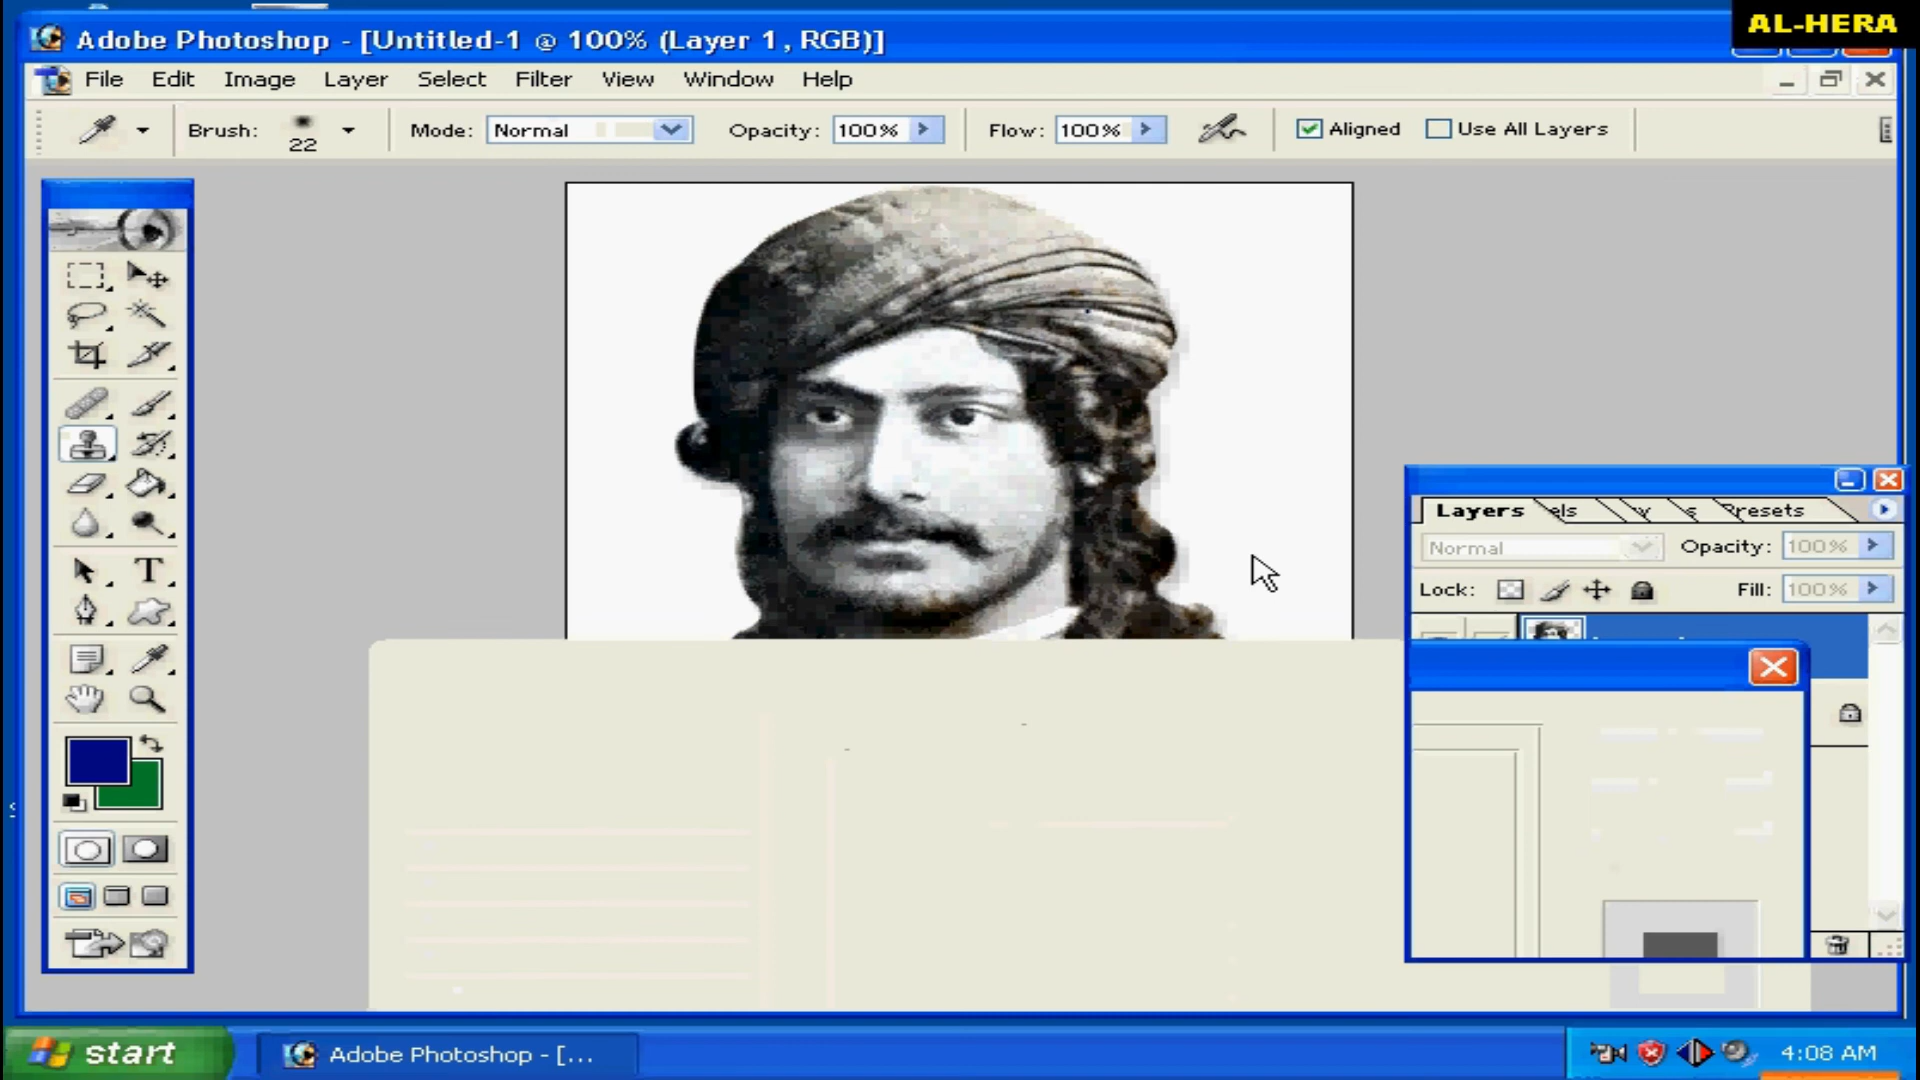 AL-HERA
Adobe Photoshop - [Untitled-1 @ 100% (Layer 1, RGB)]
File Edit Image Layer Select Filter View Window Help
Brush: 22 Mode: Normal Opacity: 100% Flow: 100% Aligned Use All Layers
Layers els Presets
Normal Opacity: 100%
Lock: Fill: 100%
T
start Adobe Photoshop - [... 4:08 AM